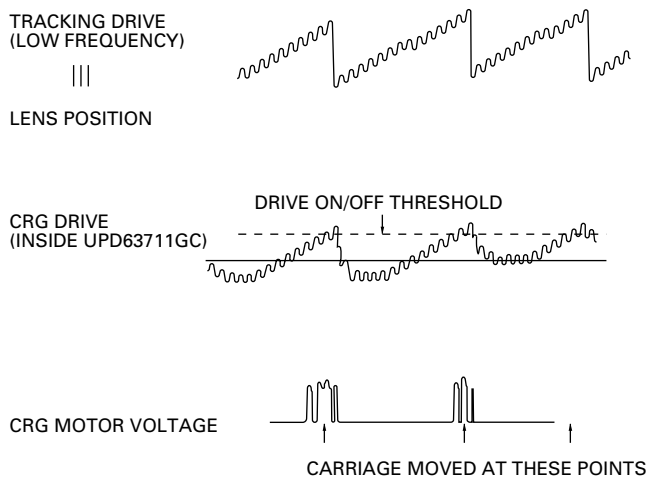 TRACKING DRIVE
(LOW FREQUENCY)
LENS POSITION
DRIVE ON/OFF THRESHOLD
CRG DRIVE
(INSIDE UPD63711GC)
CRG MOTOR VOLTAGE
CARRIAGE MOVED AT THESE POINTS